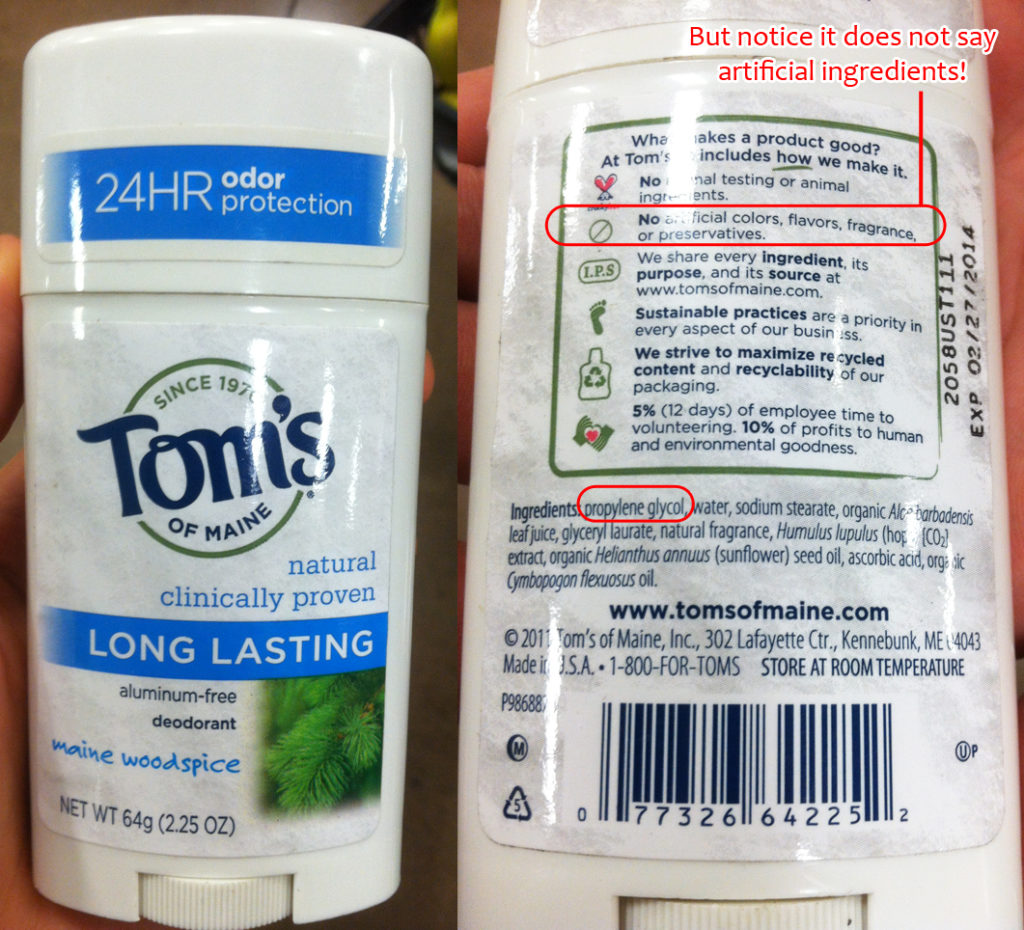 24HR odor
protection
SINCE 1970
Tom's
®
OF MAINE
natural
clinically proven
LONG LASTING
aluminum-free
deodorant
maine woodspice
NET WT 64g (2.25 OZ)
But notice it does not say
artificial ingredients!
What makes a product good?
At Tom's includes how we make it.
No animal testing or animal
ingredients.
No artificial colors, flavors, fragrance,
or preservatives.
I.P.S
We share every ingredient, its
purpose, and its source at
www.tomsofmaine.com.
Sustainable practices are a priority in
every aspect of our business.
We strive to maximize recycled
content and recyclability of our
packaging.
5% (12 days) of employee time to
volunteering. 10% of profits to human
and environmental goodness.
2058UST111
EXP 02/27/2014
Ingredients: propylene glycol, water, sodium stearate, organic Aloe barbadensis
leaf juice, glyceryl laurate, natural fragrance, Humulus lupulus (hops) [CO₂]
extract, organic Helianthus annuus (sunflower) seed oil, ascorbic acid, organic
Cymbopogon flexuosus oil.
www.tomsofmaine.com
© 2011 Tom's of Maine, Inc., 302 Lafayette Ctr., Kennebunk, ME 04043
Made in U.S.A. • 1-800-FOR-TOMS STORE AT ROOM TEMPERATURE
M
U P
5
0 77326 64225 2